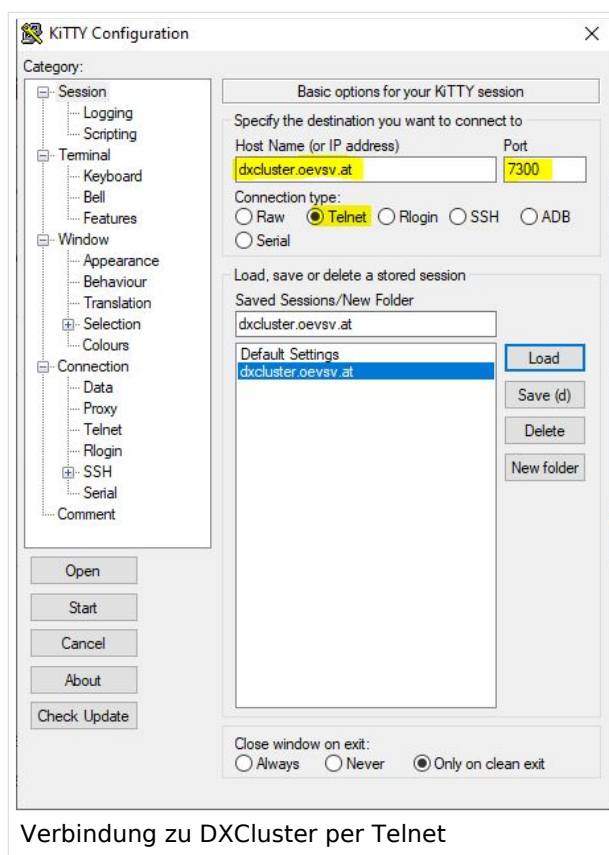 KiTTY Configuration
Category:
Session
Logging
Scripting
Terminal
Keyboard
Bell
Features
Window
Appearance
Behaviour
Translation
Selection
Colours
Connection
Data
Proxy
Telnet
Rlogin
SSH
Serial
Comment
Open
Start
Cancel
About
Check Update
Basic options for your KiTTY session
Specify the destination you want to connect to
Host Name (or IP address) Port
dxcluster.oevsv.at 7300
Connection type:
Raw Telnet Rlogin SSH ADB
Serial
Load, save or delete a stored session
Saved Sessions/New Folder
dxcluster.oevsv.at
Default Settings
dxcluster.oevsv.at
Load
Save (d)
Delete
New folder
Close window on exit:
Always Never Only on clean exit
Verbindung zu DXCluster per Telnet